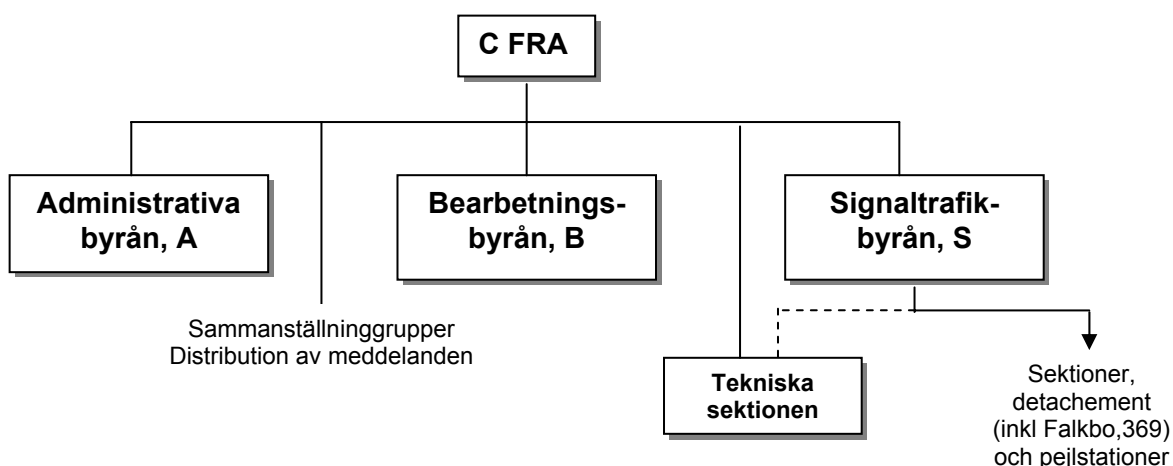 C FRA
Administrativa
byrån, A
Bearbetnings-
byrån, B
Signaltrafik-
byrån, S
Sammanställninggrupper
Distribution av meddelanden
Tekniska
sektionen
Sektioner,
detachement
(inkl Falkbo,369)
och pejlstationer